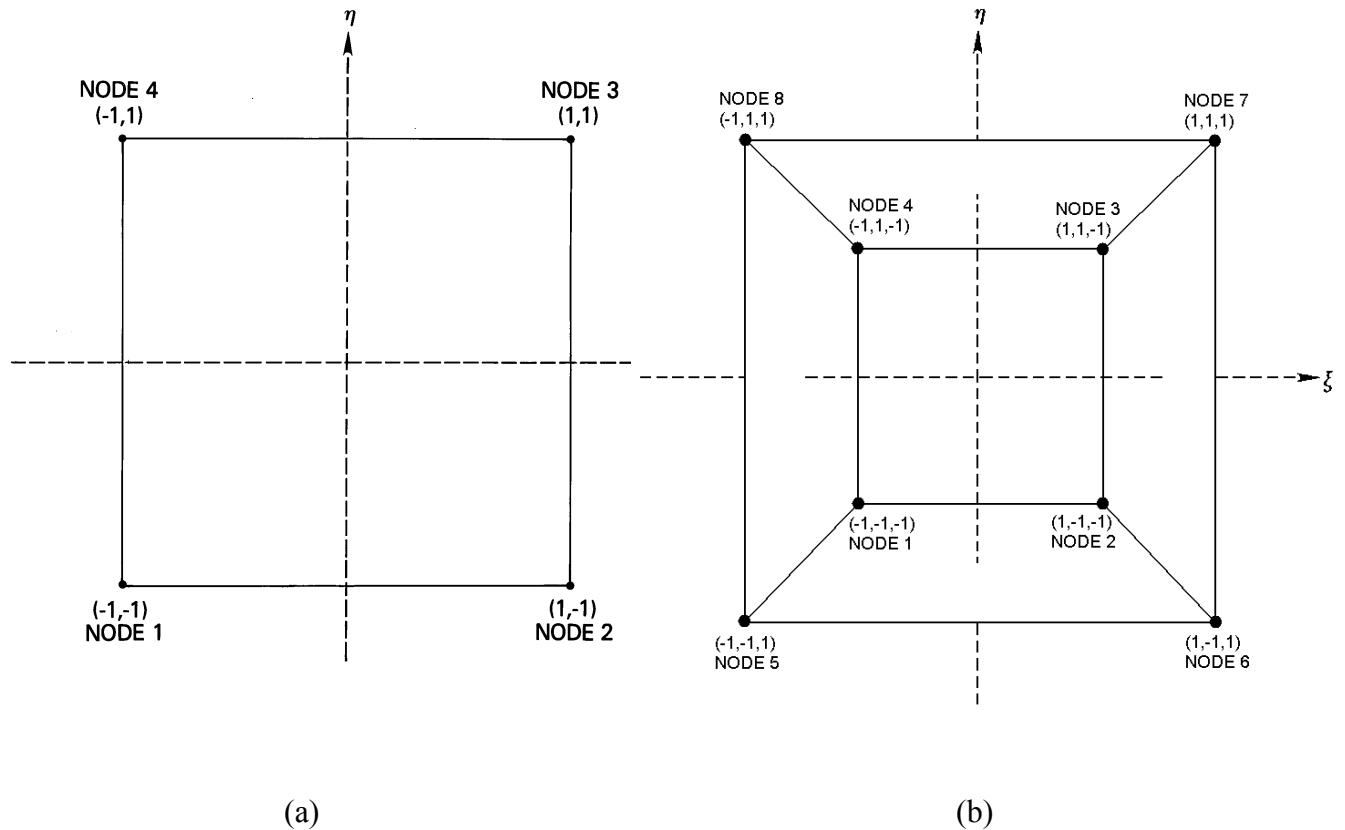 η
NODE 4
(-1,1)
NODE 3
(1,1)
(-1,-1)
NODE 1
(1,-1)
NODE 2
(a)
η
NODE 8
(-1,1,1)
NODE 7
(1,1,1)
NODE 4
(-1,1,-1)
NODE 3
(1,1,-1)
ξ
(-1,-1,-1)
NODE 1
(1,-1,-1)
NODE 2
(-1,-1,1)
NODE 5
(1,-1,1)
NODE 6
(b)